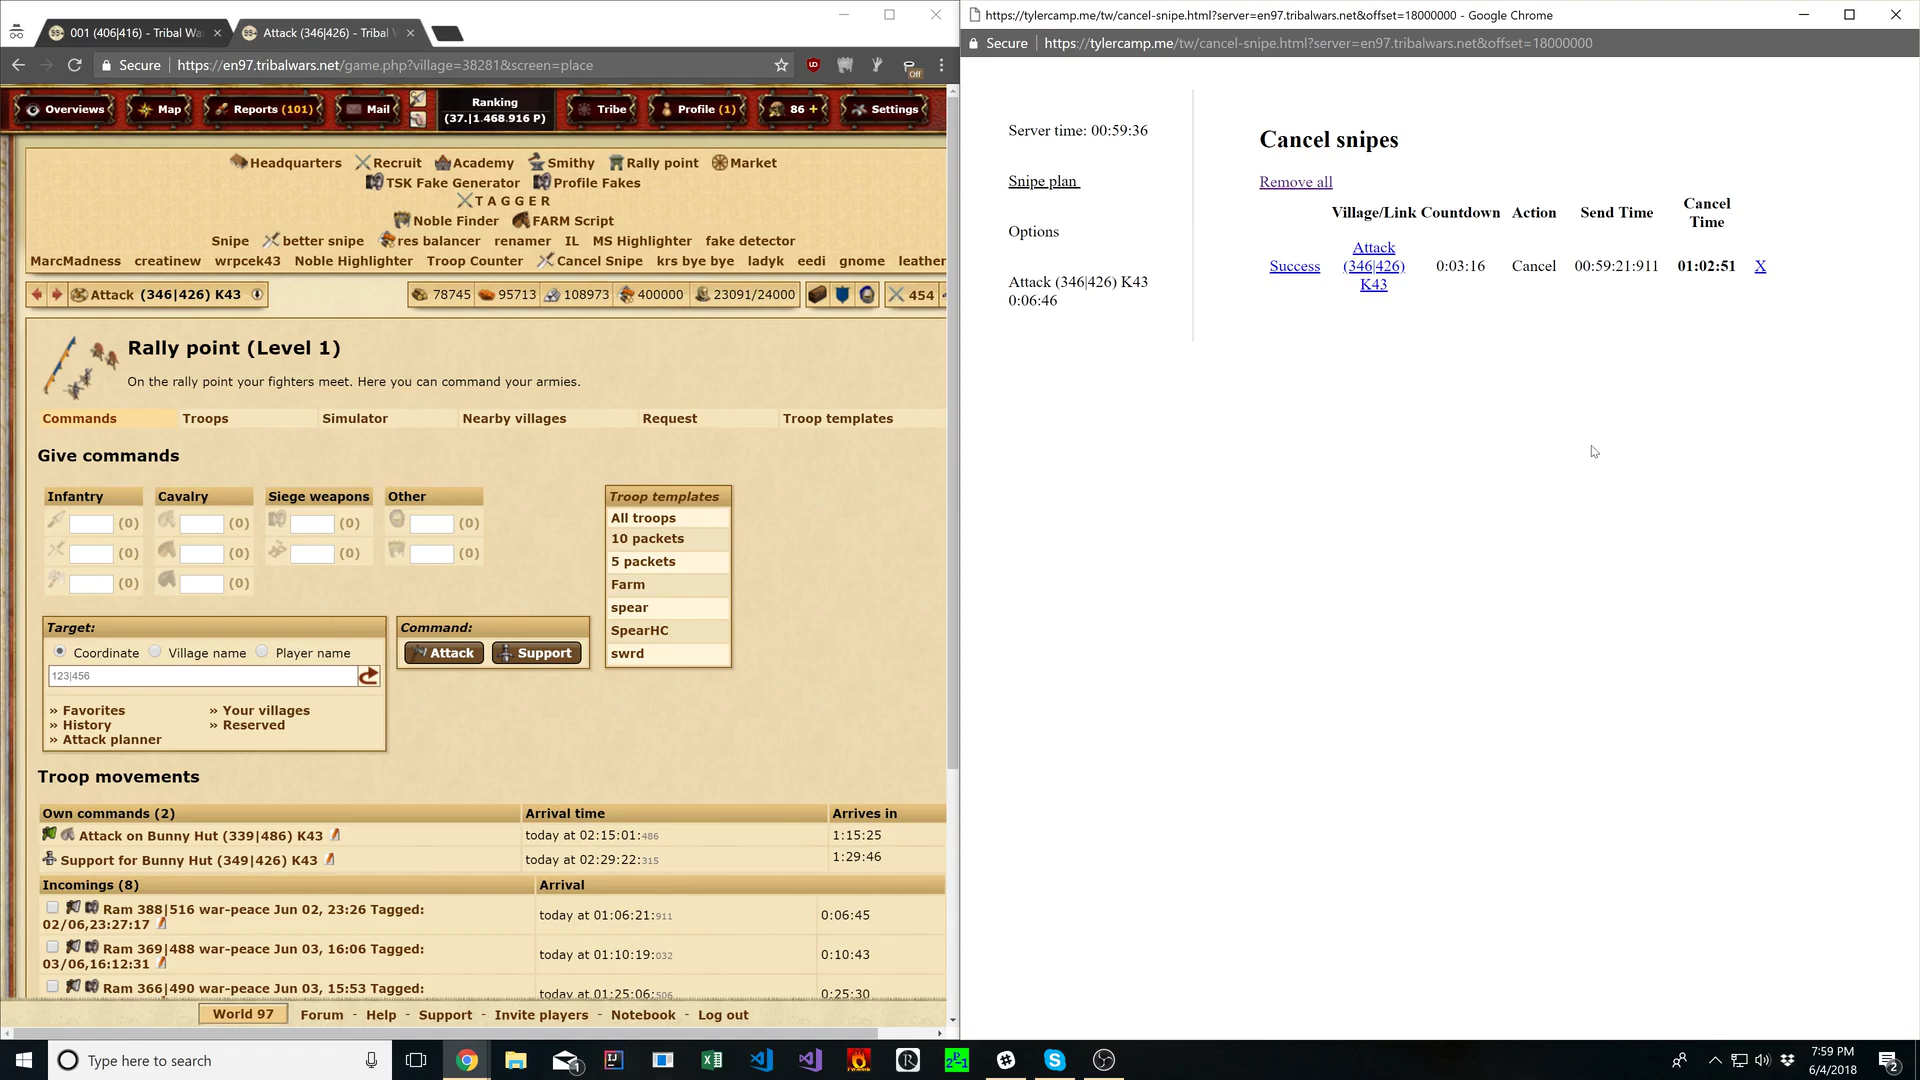 001 (406|416) - Tribal Wa
Attack (346|426) - Tribal
Secure https://en97.tribalwars.net/game.php?village=38281&screen=place
Off
Overviews
Map
Reports (101)
Mail
Ranking
(37.|1.468.916 P)
Tribe
Profile (1)
86 +
Settings
Headquarters Recruit Academy Smithy Rally point Market
TSK Fake Generator Profile Fakes
T A G G E R
Noble Finder FARM Script
Snipe better snipe res balancer renamer IL MS Highlighter fake detector
MarcMadness creatinew wrpcek43 Noble Highlighter Troop Counter Cancel Snipe krs bye bye ladyk eedi gnome leather
Attack (346|426) K43
78745 95713 108973 400000 23091/24000 454
Rally point (Level 1)
On the rally point your fighters meet. Here you can command your armies.
Commands Troops Simulator Nearby villages Request Troop templates
Give commands
Infantry Cavalry Siege weapons Other
(0) (0) (0) (0)
(0) (0) (0) (0)
(0) (0)
Troop templates
All troops
10 packets
5 packets
Farm
spear
SpearHC
swrd
Target:
Coordinate Village name Player name
123|456
» Favorites » Your villages
» History » Reserved
» Attack planner
Command:
Attack Support
Troop movements
Own commands (2) Arrival time Arrives in
Attack on Bunny Hut (339|486) K43 today at 02:15:01:486 1:15:25
Support for Bunny Hut (349|426) K43 today at 02:29:22:315 1:29:46
Incomings (8) Arrival
Ram 388|516 war-peace Jun 02, 23:26 Tagged:
02/06,23:27:17 today at 01:06:21:911 0:06:45
Ram 369|488 war-peace Jun 03, 16:06 Tagged:
03/06,16:12:31 today at 01:10:19:032 0:10:43
Ram 366|490 war-peace Jun 03, 15:53 Tagged:
today at 01:25:06:506 0:25:30
World 97 Forum - Help - Support - Invite players - Notebook - Log out
https://tylercamp.me/tw/cancel-snipe.html?server=en97.tribalwars.net&offset=18000000 - Google Chrome
Secure https://tylercamp.me/tw/cancel-snipe.html?server=en97.tribalwars.net&offset=18000000
Server time: 00:59:36
Snipe plan
Options
Attack (346|426) K43
0:06:46
Cancel snipes
Remove all
Village/Link Countdown Action Send Time Cancel
Time
Success Attack
(346|426)
K43 0:03:16 Cancel 00:59:21:911 01:02:51 X
Type here to search
1
7:59 PM
6/4/2018
2